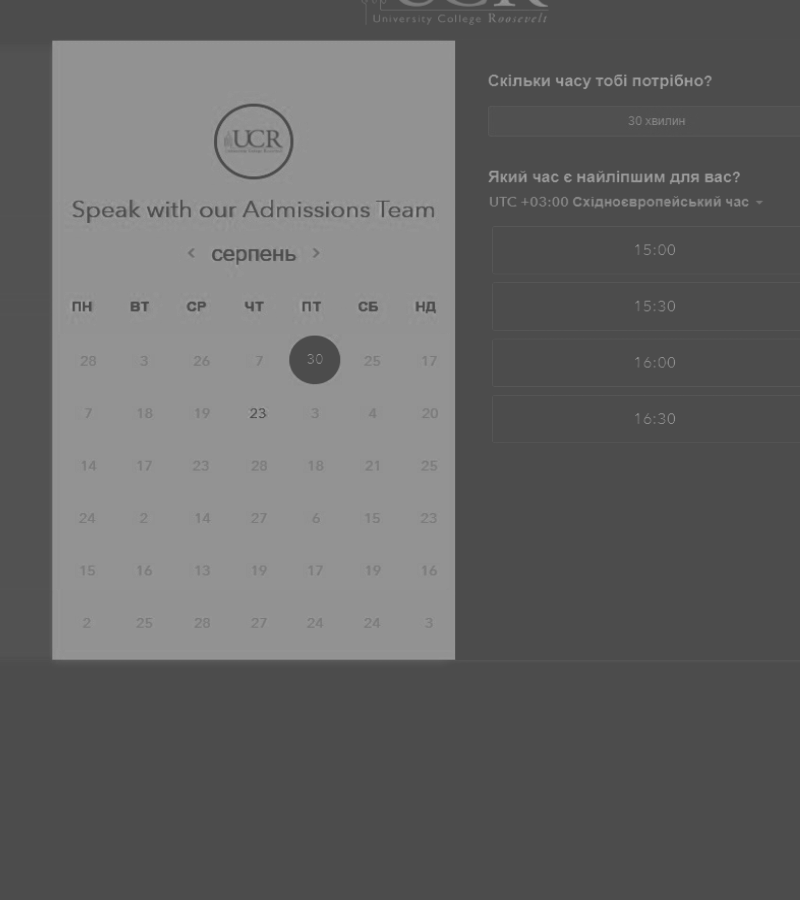 UCR
University College Roosevelt
UCR
Speak with our Admissions Team
серпень
ПН ВТ СР ЧТ ПТ СБ НД
28 3 26 7 30 25 17
7 18 19 23 3 4 20
14 17 23 28 18 21 25
24 2 14 27 6 15 23
15 16 13 19 17 19 16
2 25 28 27 24 24 3
Скільки часу тобі потрібно?
30 хвилин
Який час є найліпшим для вас?
UTC +03:00 Східноєвропейський час
15:00
15:30
16:00
16:30